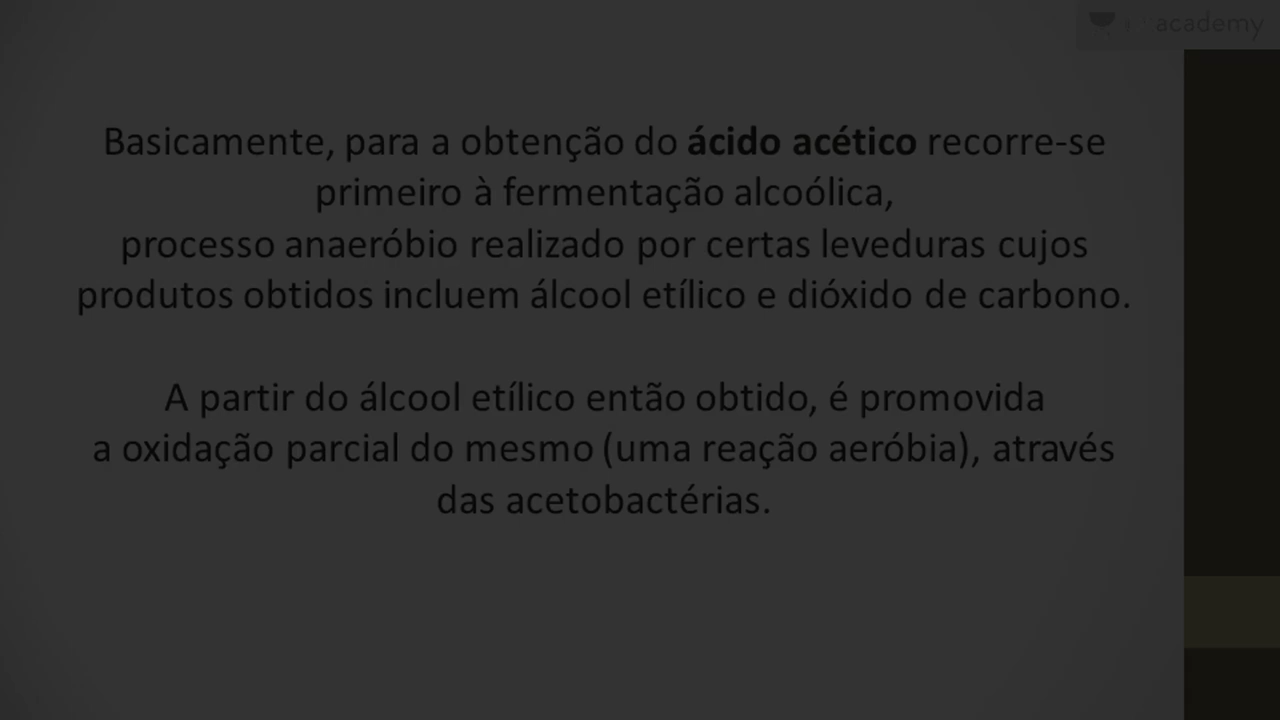 academy
Basicamente, para a obtenção do ácido acético recorre-se
primeiro à fermentação alcoólica,
processo anaeróbio realizado por certas leveduras cujos
produtos obtidos incluem álcool etílico e dióxido de carbono.
A partir do álcool etílico então obtido, é promovida
a oxidação parcial do mesmo (uma reação aeróbia), através
das acetobactérias.